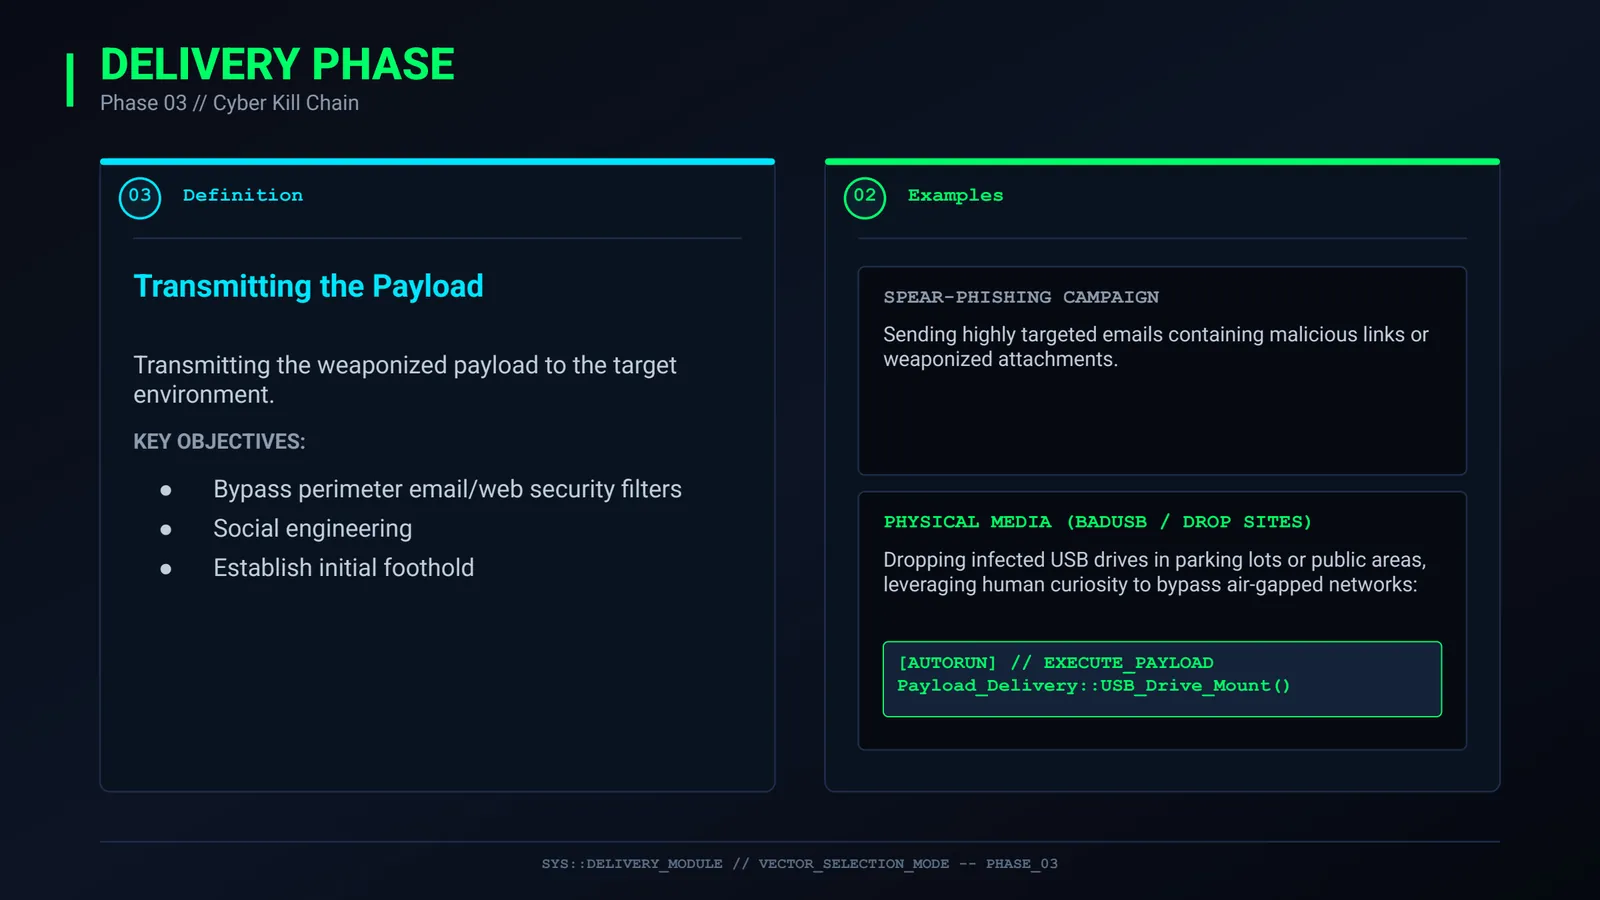 DELIVERY PHASE
Phase 03 // Cyber Kill Chain
03 Definition
Transmitting the Payload
Transmitting the weaponized payload to the target
environment.
KEY OBJECTIVES:
● Bypass perimeter email/web security filters
● Social engineering
● Establish initial foothold
02 Examples
SPEAR-PHISHING CAMPAIGN
Sending highly targeted emails containing malicious links or
weaponized attachments.
PHYSICAL MEDIA (BADUSB / DROP SITES)
Dropping infected USB drives in parking lots or public areas,
leveraging human curiosity to bypass air-gapped networks:
[AUTORUN] // EXECUTE_PAYLOAD
Payload_Delivery::USB_Drive_Mount()
SYS::DELIVERY_MODULE // VECTOR_SELECTION_MODE -- PHASE_03